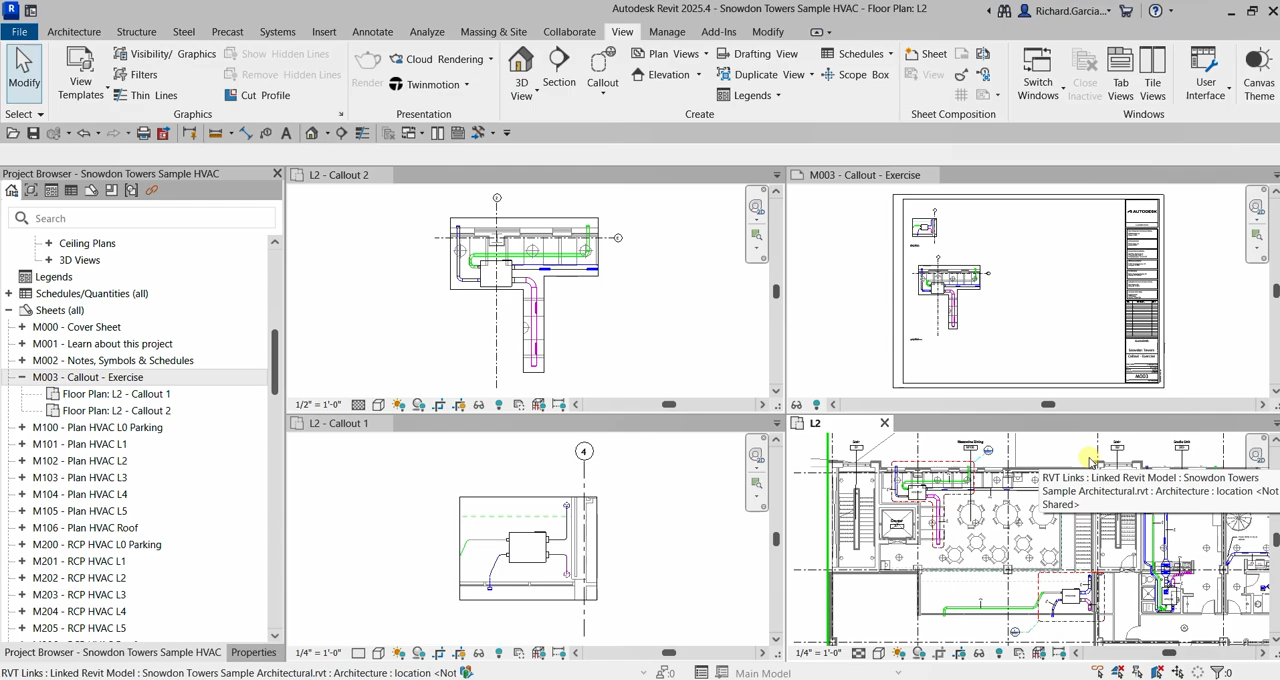 Autodesk Revit 2025.4 - Snowdon Towers Sample HVAC - Floor Plan: L2
Richard.Garcia...
File Architecture Structure Steel Precast Systems Insert Annotate Analyze Massing & Site Collaborate View Manage Add-Ins Modify
Modify
View Templates
Visibility/ Graphics
Filters
Thin Lines
Show Hidden Lines
Remove Hidden Lines
Cut Profile
Render
Cloud Rendering
Twinmotion
3D View
Section
Callout
Plan Views
Elevation
Drafting View
Duplicate View
Legends
Schedules
Scope Box
Sheet
View
Switch Windows
Close Inactive
Tab Views
Tile Views
User Interface
Canvas Theme
Select
Graphics
Presentation
Create
Sheet Composition
Windows
Project Browser - Snowdon Towers Sample HVAC
Search
Ceiling Plans
3D Views
Legends
Schedules/Quantities (all)
Sheets (all)
M000 - Cover Sheet
M001 - Learn about this project
M002 - Notes, Symbols & Schedules
M003 - Callout - Exercise
Floor Plan: L2 - Callout 1
Floor Plan: L2 - Callout 2
M100 - Plan HVAC L0 Parking
M101 - Plan HVAC L1
M102 - Plan HVAC L2
M103 - Plan HVAC L3
M104 - Plan HVAC L4
M105 - Plan HVAC L5
M106 - Plan HVAC Roof
M200 - RCP HVAC L0 Parking
M201 - RCP HVAC L1
M202 - RCP HVAC L2
M203 - RCP HVAC L3
M204 - RCP HVAC L4
M205 - RCP HVAC L5
Project Browser - Snowdon Towers Sample HVAC
Properties
L2 - Callout 2
1/2" = 1'-0"
M003 - Callout - Exercise
AUTODESK
M003
L2 - Callout 1
4
1/4" = 1'-0"
L2
RVT Links : Linked Revit Model : Snowdon Towers
Sample Architectural.rvt : Architecture : location <Not
Shared>
1/4" = 1'-0"
RVT Links : Linked Revit Model : Snowdon Towers Sample Architectural.rvt : Architecture : location <Not
:0
Main Model
:0